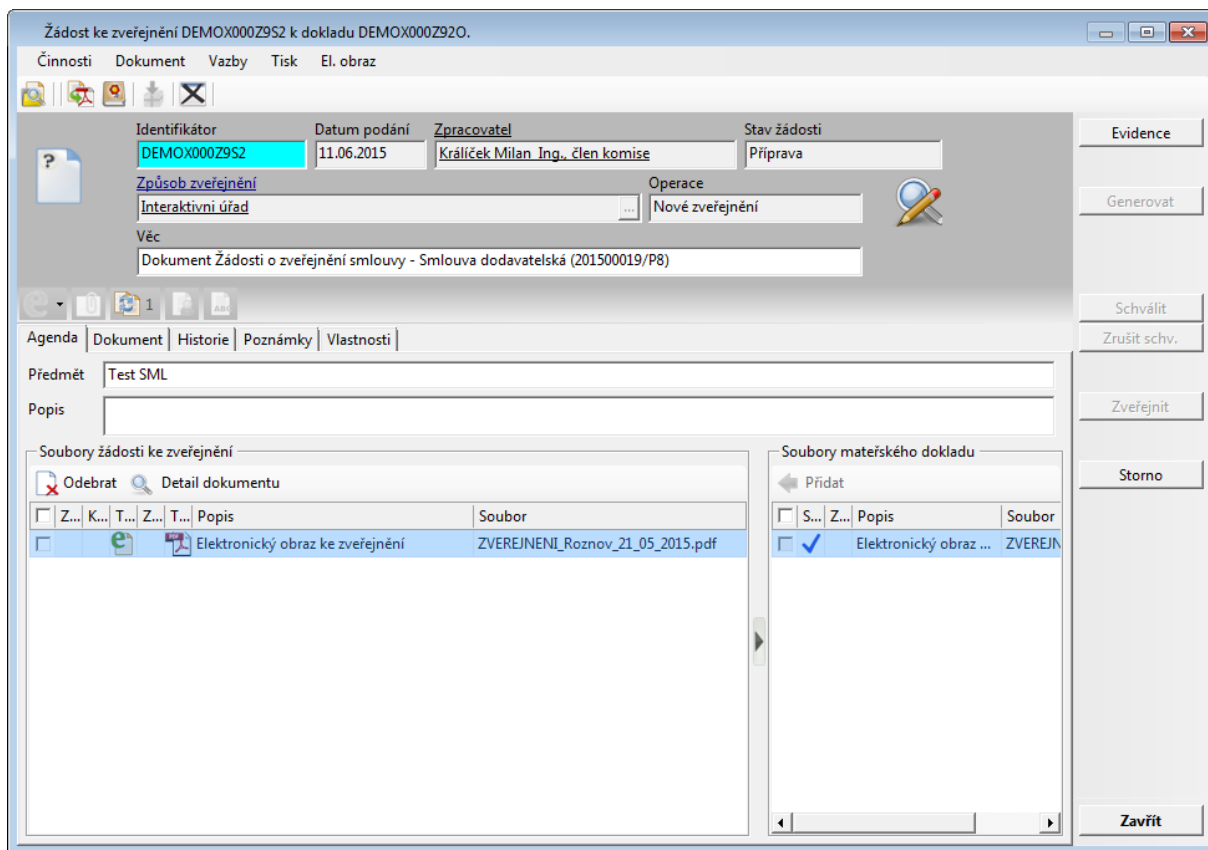 Žádost ke zveřejnění DEMOX000Z9S2 k dokladu DEMOX000Z92O.
Činnosti Dokument Vazby Tisk El. obraz
Identifikátor Datum podání Zpracovatel Stav žádosti
DEMOX000Z9S2 11.06.2015 Králíček Milan Ing., člen komise Příprava
Evidence
Způsob zveřejnění Operace
Interaktivni úřad ... Nové zveřejnění
Generovat
Věc
Dokument Žádosti o zveřejnění smlouvy - Smlouva dodavatelská (201500019/P8)
1
Schválit
Agenda Dokument Historie Poznámky Vlastnosti
Zrušit schv.
Předmět Test SML
Popis
Zveřejnit
Soubory žádosti ke zveřejnění Soubory mateřského dokladu
Storno
Odebrat Detail dokumentu Přidat
Z... K... T... Z... T... Popis Soubor S... Z... Popis Soubor
Elektronický obraz ke zveřejnění ZVEREJNENI_Roznov_21_05_2015.pdf Elektronický obraz ... ZVEREJN
Zavřít